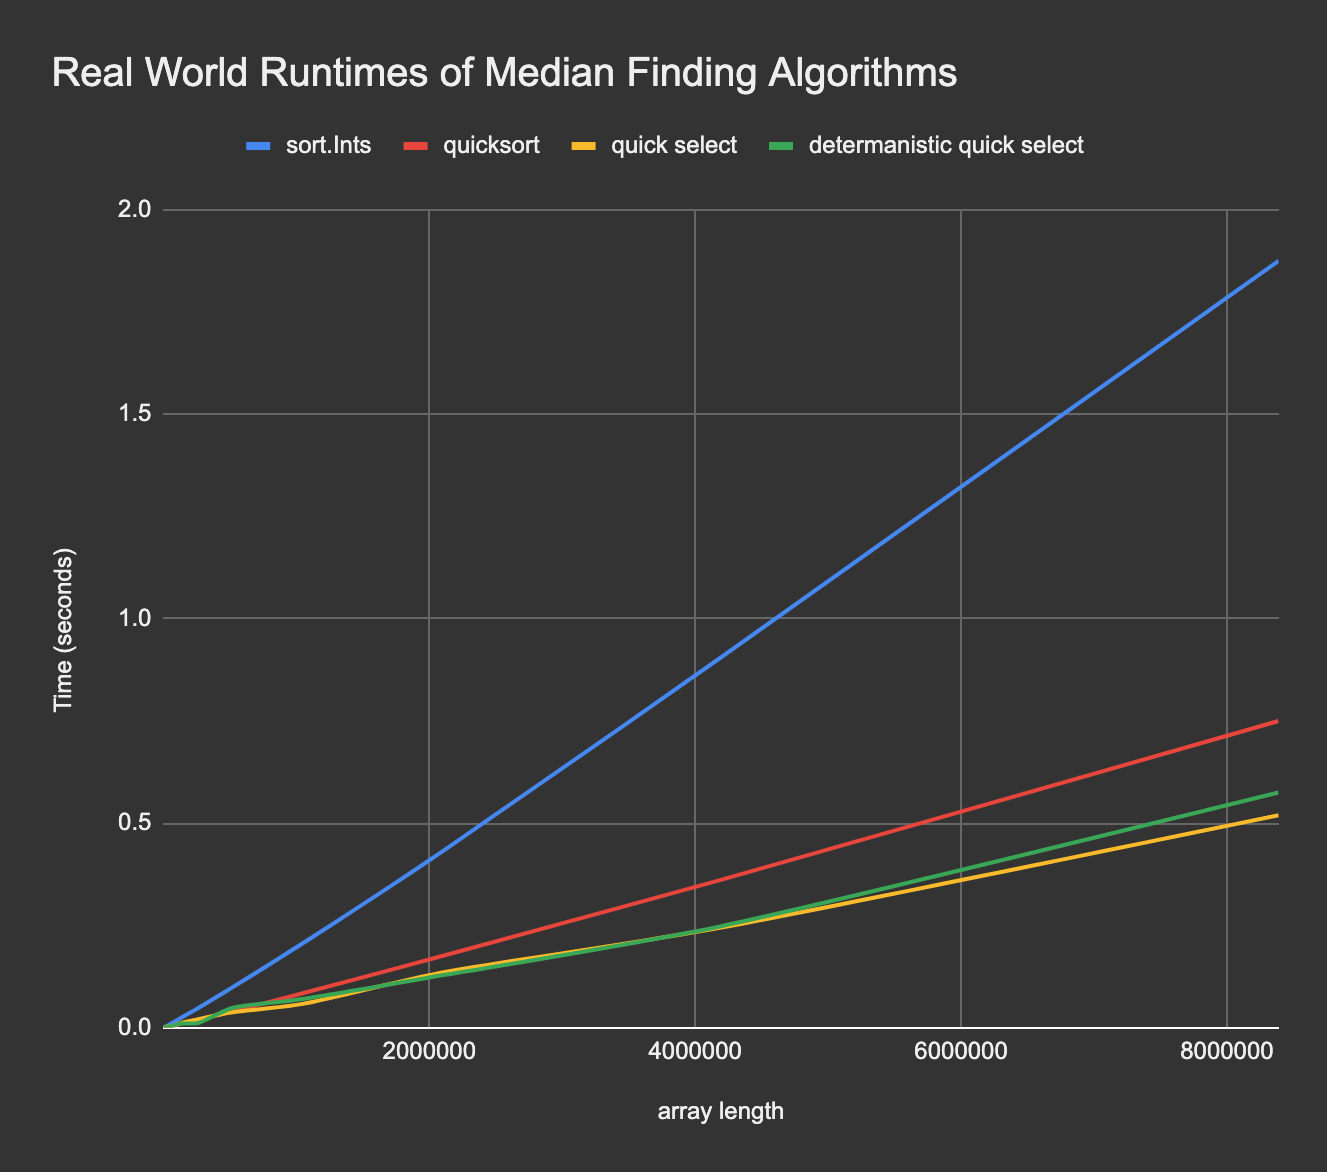 Real World Runtimes of Median Finding Algorithms
sort.Ints quicksort quick select determanistic quick select
2.0
1.5
1.0
0.5
0.0
Time (seconds)
2000000 4000000 6000000 8000000
array length